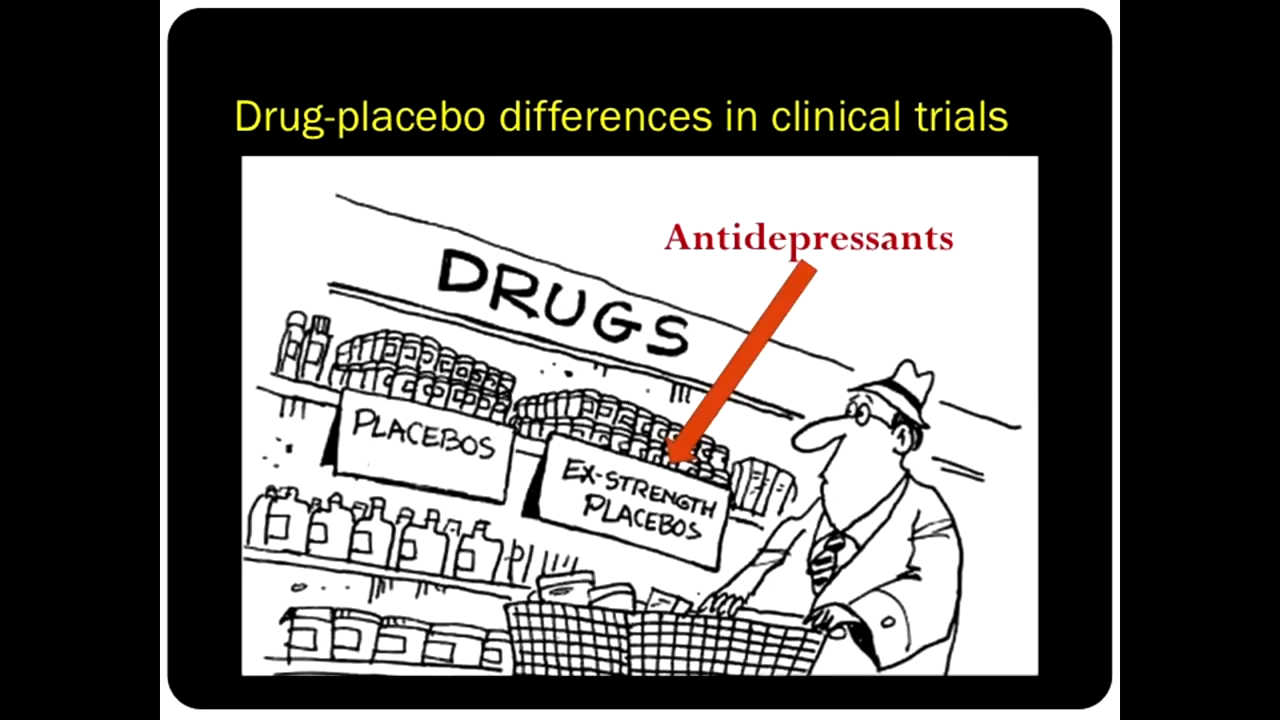 Drug-placebo differences in clinical trials
Antidepressants
DRUGS
PLACEBOS
EX-STRENGTH
PLACEBOS